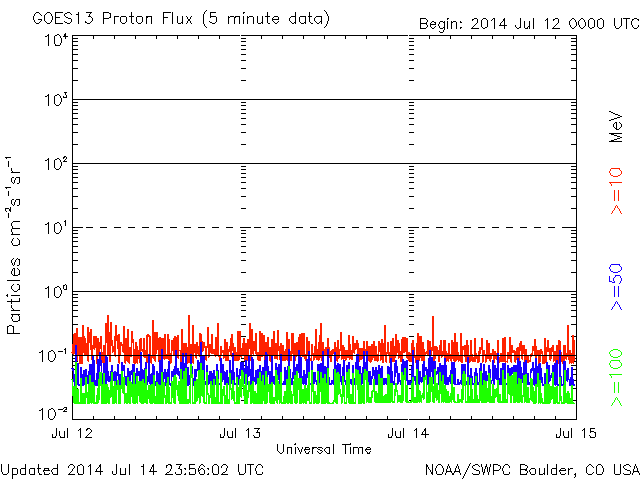 GOES13 Proton Flux (5 minute data)
Begin: 2014 Jul 12 0000 UTC
Particles cm⁻²s⁻¹sr⁻¹
10⁴
10³
10²
10¹
10⁰
10⁻¹
10⁻²
Jul 12
Jul 13
Jul 14
Jul 15
Universal Time
MeV
>=10
>=50
>=100
Updated 2014 Jul 14 23:56:02 UTC
NOAA/SWPC Boulder, CO USA